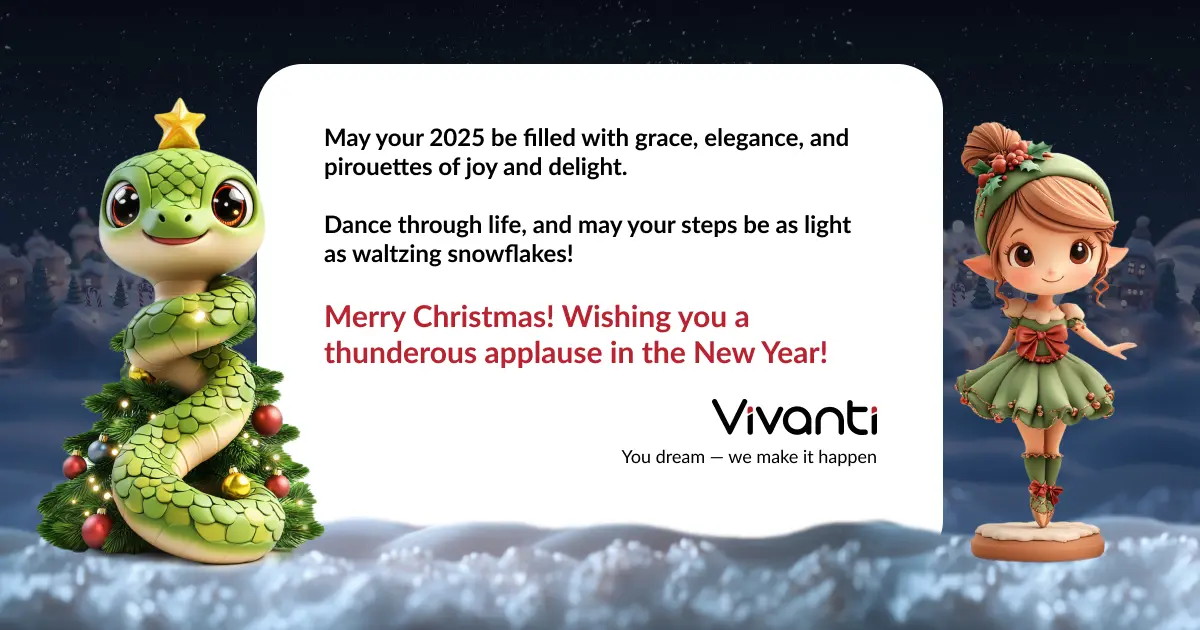 May your 2025 be filled with grace, elegance, and
pirouettes of joy and delight.
Dance through life, and may your steps be as light
as waltzing snowflakes!
Merry Christmas! Wishing you a
thunderous applause in the New Year!
Vivanti
You dream — we make it happen